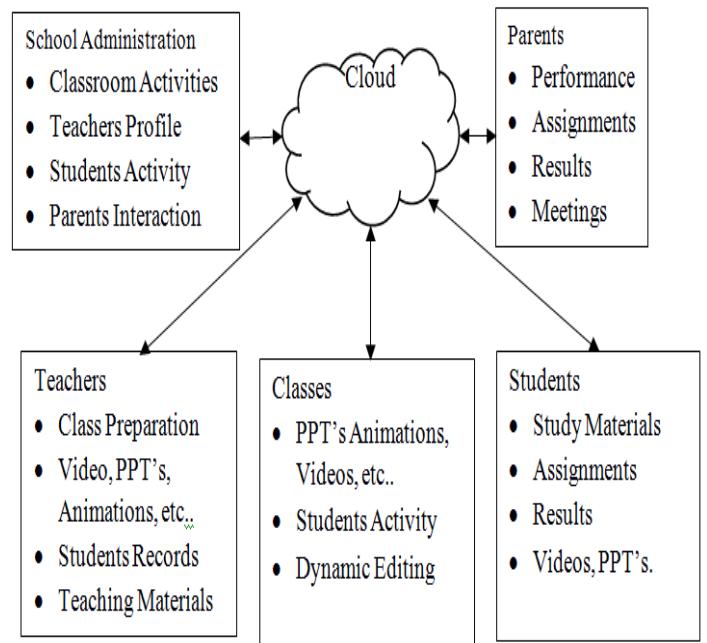 School Administration
• Classroom Activities
• Teachers Profile
• Students Activity
• Parents Interaction
Cloud
Parents
• Performance
• Assignments
• Results
• Meetings
Teachers
• Class Preparation
• Video, PPT's,
Animations, etc..
• Students Records
• Teaching Materials
Classes
• PPT's Animations,
Videos, etc..
• Students Activity
• Dynamic Editing
Students
• Study Materials
• Assignments
• Results
• Videos, PPT's.